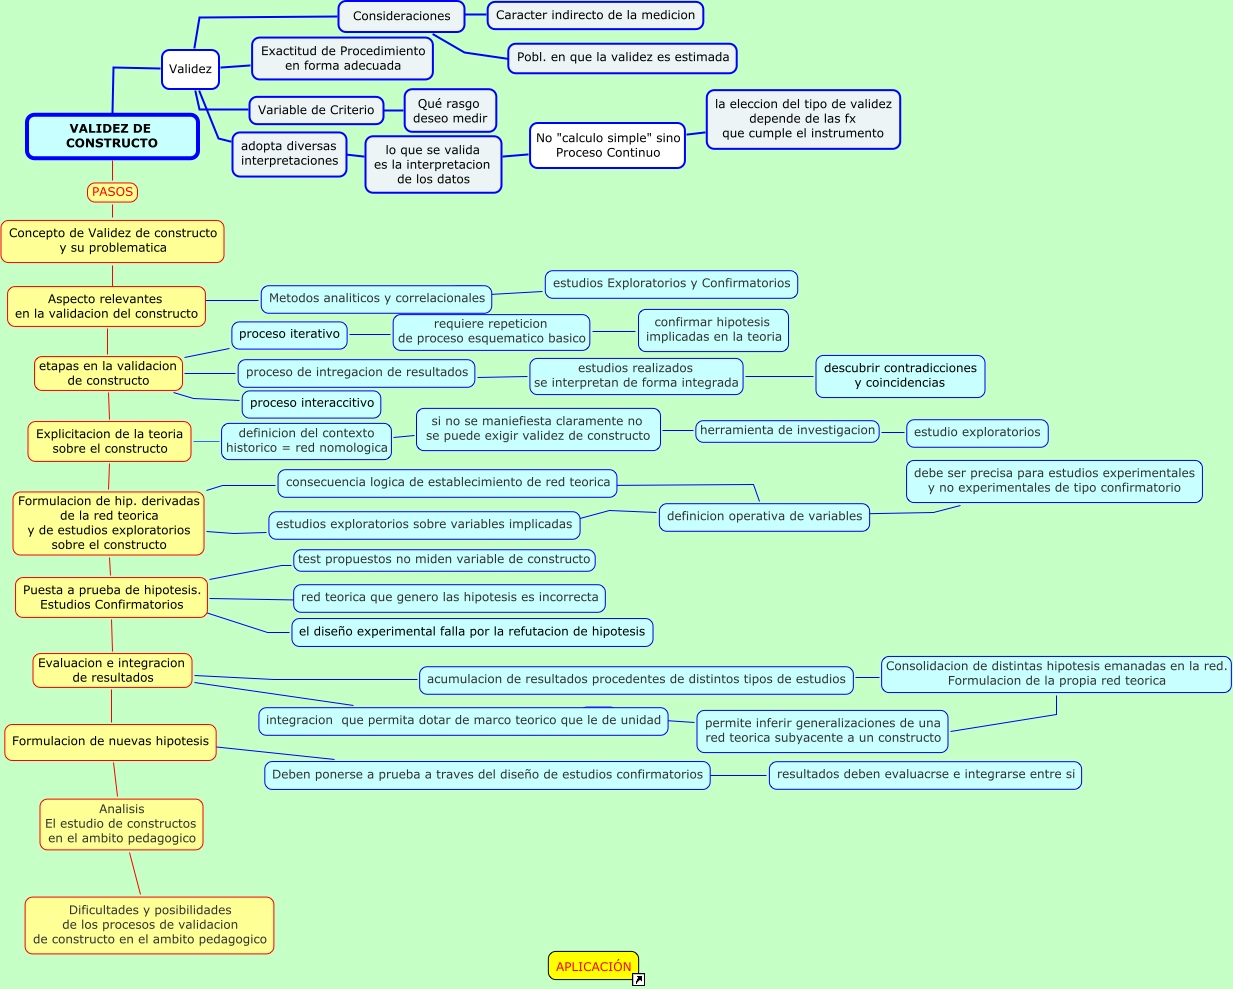 Consideraciones
Caracter indirecto de la medicion
Pobl. en que la validez es estimada
Validez
Exactitud de Procedimiento
en forma adecuada
Variable de Criterio
Qué rasgo
deseo medir
adopta diversas
interpretaciones
lo que se valida
es la interpretacion
de los datos
No "calculo simple" sino
Proceso Continuo
la eleccion del tipo de validez
depende de las fx
que cumple el instrumento
VALIDEZ DE
CONSTRUCTO
PASOS
Concepto de Validez de constructo
y su problematica
Aspecto relevantes
en la validacion del constructo
Metodos analiticos y correlacionales
estudios Exploratorios y Confirmatorios
etapas en la validacion
de constructo
proceso iterativo
requiere repeticion
de proceso esquematico basico
confirmar hipotesis
implicadas en la teoria
proceso de intregacion de resultados
estudios realizados
se interpretan de forma integrada
descubrir contradicciones
y coincidencias
proceso interaccitivo
Explicitacion de la teoria
sobre el constructo
definicion del contexto
historico = red nomologica
si no se maniefiesta claramente no
se puede exigir validez de constructo
herramienta de investigacion
estudio exploratorios
Formulacion de hip. derivadas
de la red teorica
y de estudios exploratorios
sobre el constructo
consecuencia logica de establecimiento de red teorica
estudios exploratorios sobre variables implicadas
definicion operativa de variables
debe ser precisa para estudios experimentales
y no experimentales de tipo confirmatorio
Puesta a prueba de hipotesis.
Estudios Confirmatorios
test propuestos no miden variable de constructo
red teorica que genero las hipotesis es incorrecta
el diseño experimental falla por la refutacion de hipotesis
Evaluacion e integracion
de resultados
acumulacion de resultados procedentes de distintos tipos de estudios
Consolidacion de distintas hipotesis emanadas en la red.
Formulacion de la propia red teorica
integracion  que permita dotar de marco teorico que le de unidad
permite inferir generalizaciones de una
red teorica subyacente a un constructo
Formulacion de nuevas hipotesis
Deben ponerse a prueba a traves del diseño de estudios confirmatorios
resultados deben evaluacrse e integrarse entre si
Analisis
El estudio de constructos
en el ambito pedagogico
Dificultades y posibilidades
de los procesos de validacion
de constructo en el ambito pedagogico
APLICACIÓN